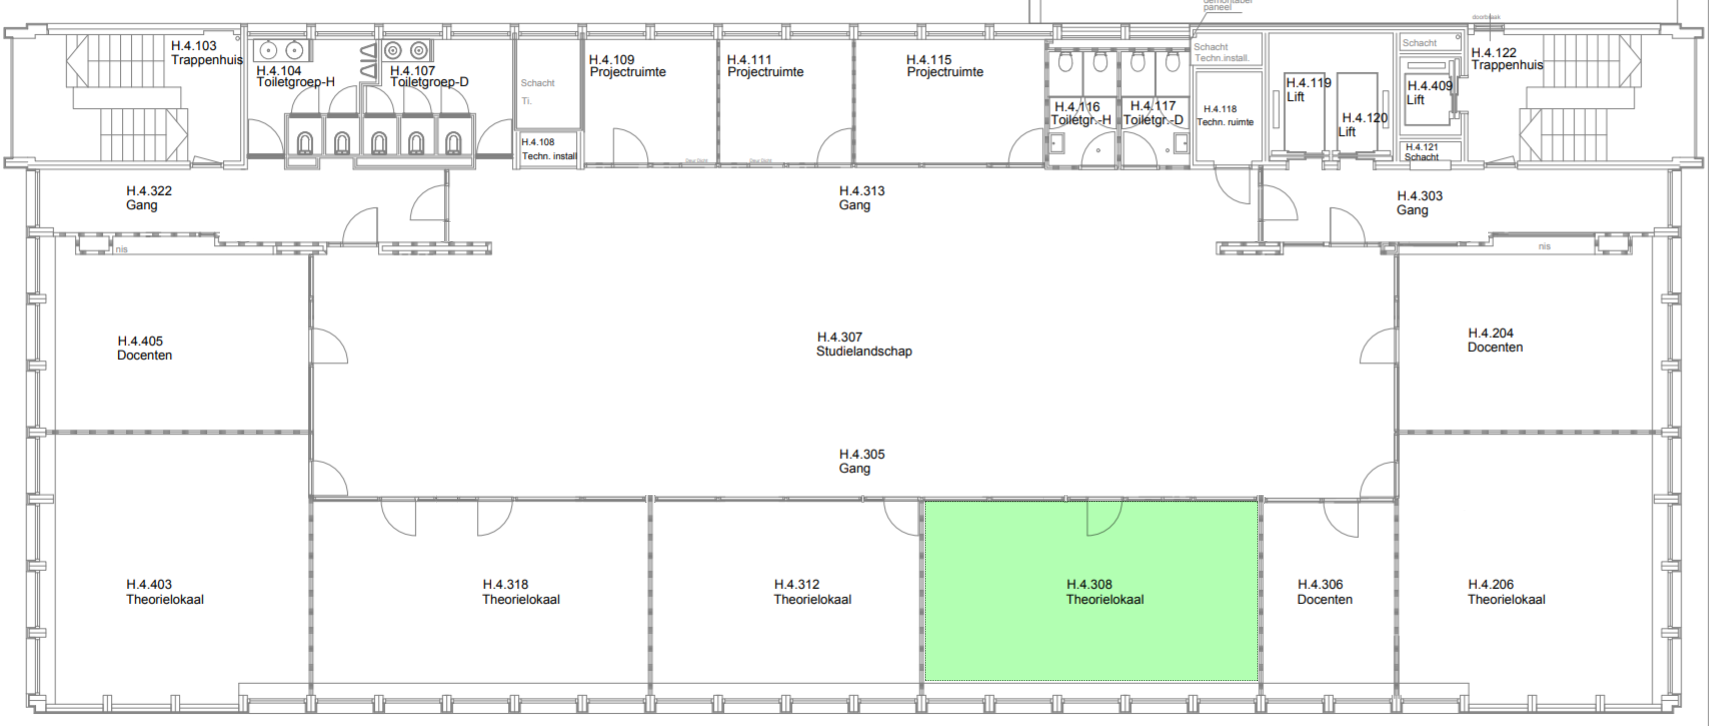 demontabel
paneel
doorbraak
H.4.103
Trappenhuis
H.4.104
Toiletgroep-H
H.4.107
Toiletgroep-D
Schacht
Ti.
H.4.108
Techn. install
H.4.109
Projectruimte
H.4.111
Projectruimte
H.4.115
Projectruimte
H.4.116
Toiletgr.-H
H.4.117
Toiletgr.-D
Schacht
Techn.install.
H.4.118
Techn. ruimte
H.4.119
Lift
H.4.120
Lift
Schacht
H.4.409
Lift
H.4.121
Schacht
H.4.122
Trappenhuis
H.4.322
Gang
H.4.313
Gang
H.4.303
Gang
nis
nis
H.4.405
Docenten
H.4.307
Studielandschap
H.4.204
Docenten
H.4.305
Gang
H.4.403
Theorielokaal
H.4.318
Theorielokaal
H.4.312
Theorielokaal
H.4.308
Theorielokaal
H.4.306
Docenten
H.4.206
Theorielokaal